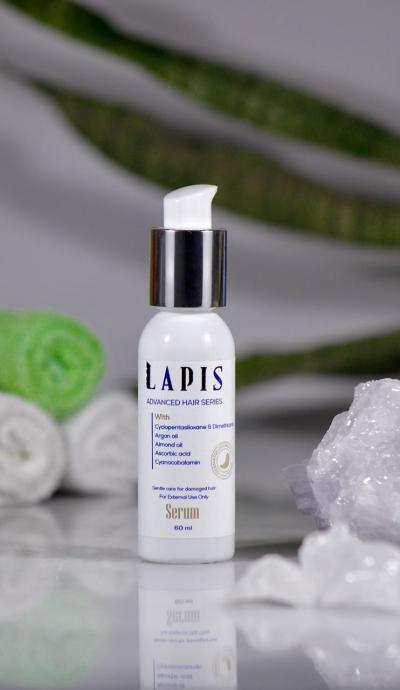 LAPIS
ADVANCED HAIR SERIES
With
Cyclopentasiloxane &
Argan oil
Almond oil
Ascorbic acid
Cyanocobalamin
Gentle care for damaged hair
For External Use Only
Serum
60 ml